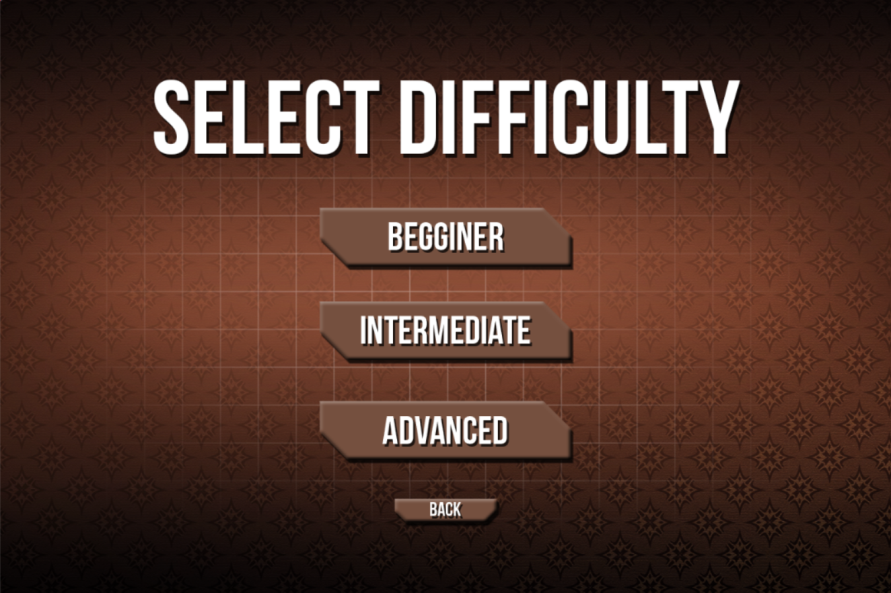 SELECT DIFFICULTY
BEGGINER
INTERMEDIATE
ADVANCED
BACK